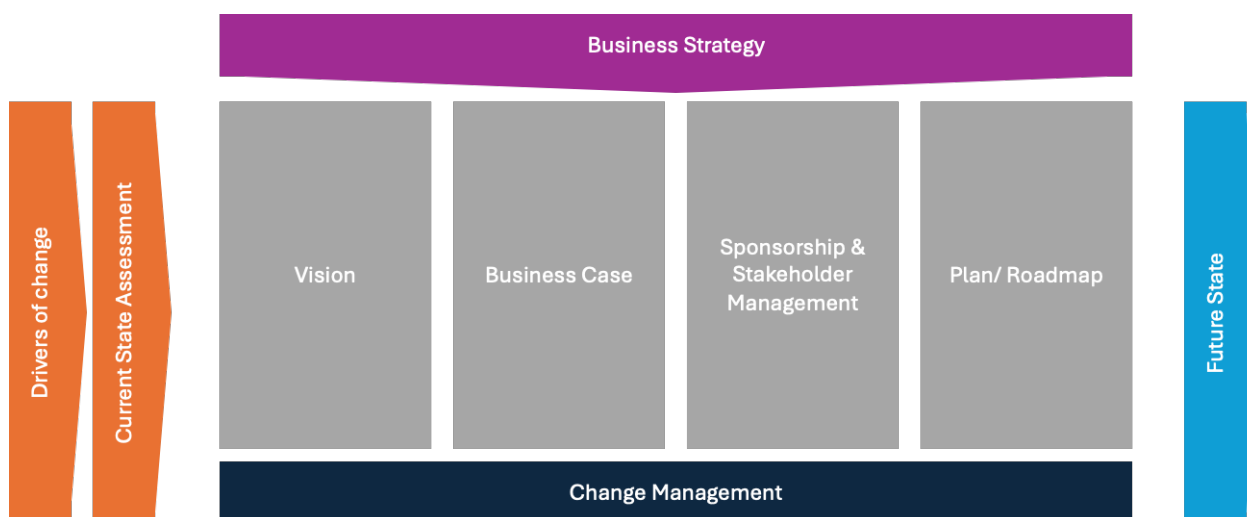 Business Strategy
Drivers of change
Current State Assessment
Vision
Business Case
Sponsorship &
Stakeholder
Management
Plan/ Roadmap
Future State
Change Management